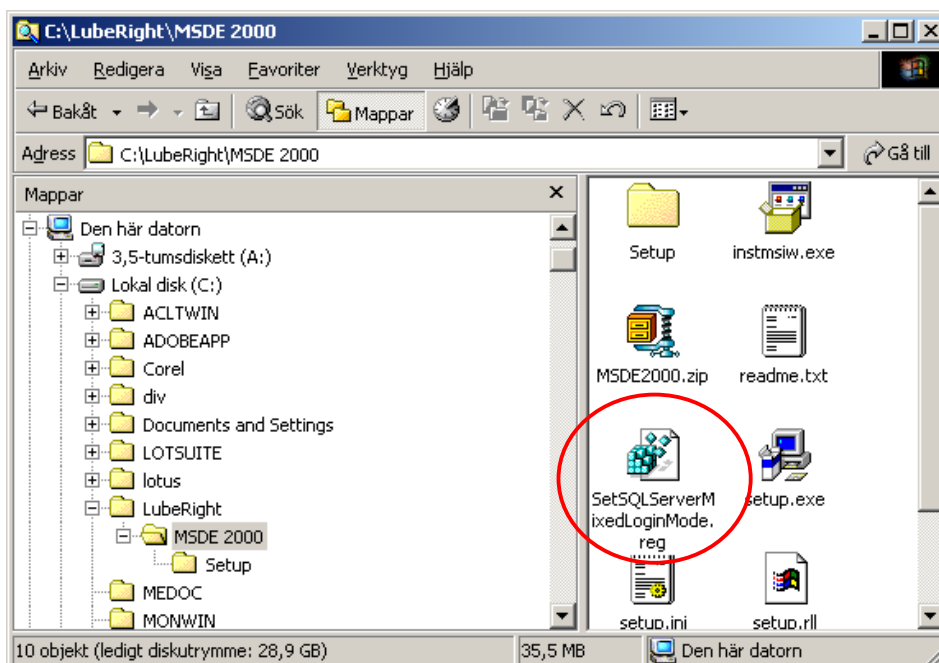 C:\LubeRight\MSDE 2000
Arkiv Redigera Visa Favoriter Verktyg Hjälp
Bakåt Sök Mappar
Adress C:\LubeRight\MSDE 2000 Gå till
Mappar
Den här datorn
3,5-tumsdiskett (A:)
Lokal disk (C:)
ACLTWIN
ADOBEAPP
Corel
div
Documents and Settings
LOTSUITE
lotus
LubeRight
MSDE 2000
Setup
MEDOC
MONWIN
Setup instmsiw.exe
MSDE2000.zip readme.txt
SetSQLServerM setup.exe
ixedLoginMode.
reg
setup.ini setup.rll
10 objekt (ledigt diskutrymme: 28,9 GB) 35,5 MB Den här datorn